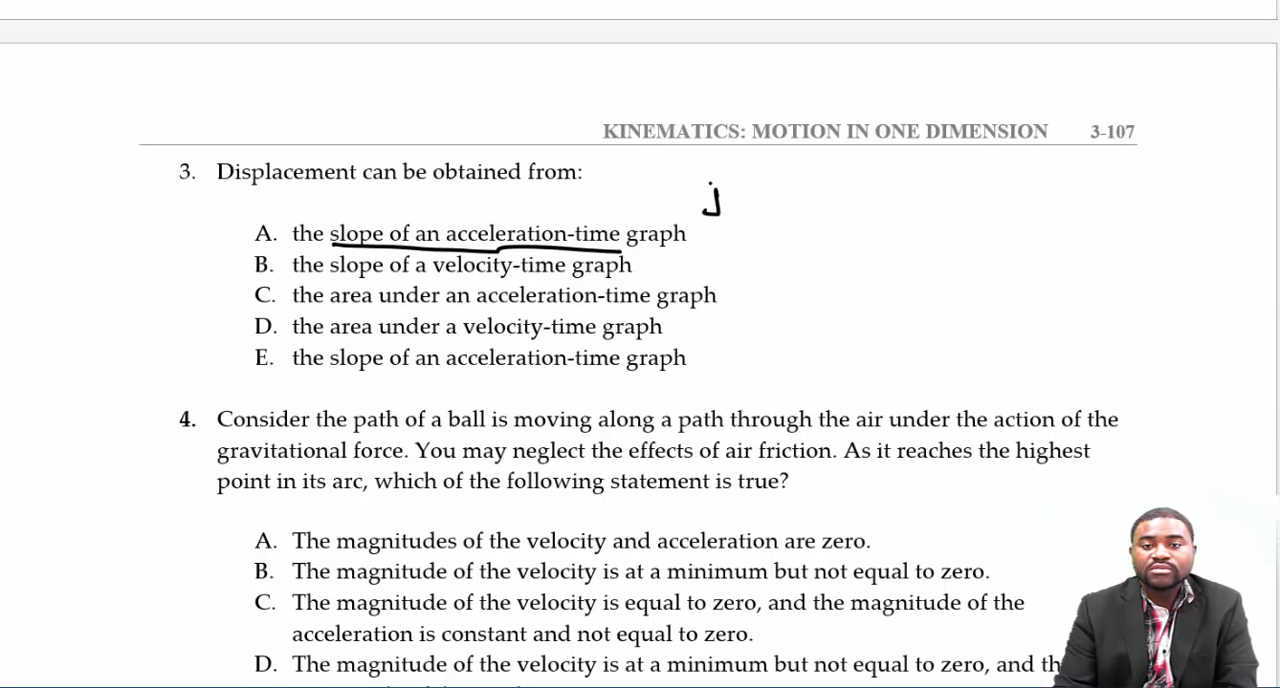 KINEMATICS: MOTION IN ONE DIMENSION 3-107
3. Displacement can be obtained from:
j
A. the slope of an acceleration-time graph
B. the slope of a velocity-time graph
C. the area under an acceleration-time graph
D. the area under a velocity-time graph
E. the slope of an acceleration-time graph
4. Consider the path of a ball is moving along a path through the air under the action of the
gravitational force. You may neglect the effects of air friction. As it reaches the highest
point in its arc, which of the following statement is true?
A. The magnitudes of the velocity and acceleration are zero.
B. The magnitude of the velocity is at a minimum but not equal to zero.
C. The magnitude of the velocity is equal to zero, and the magnitude of the
acceleration is constant and not equal to zero.
D. The magnitude of the velocity is at a minimum but not equal to zero, and th